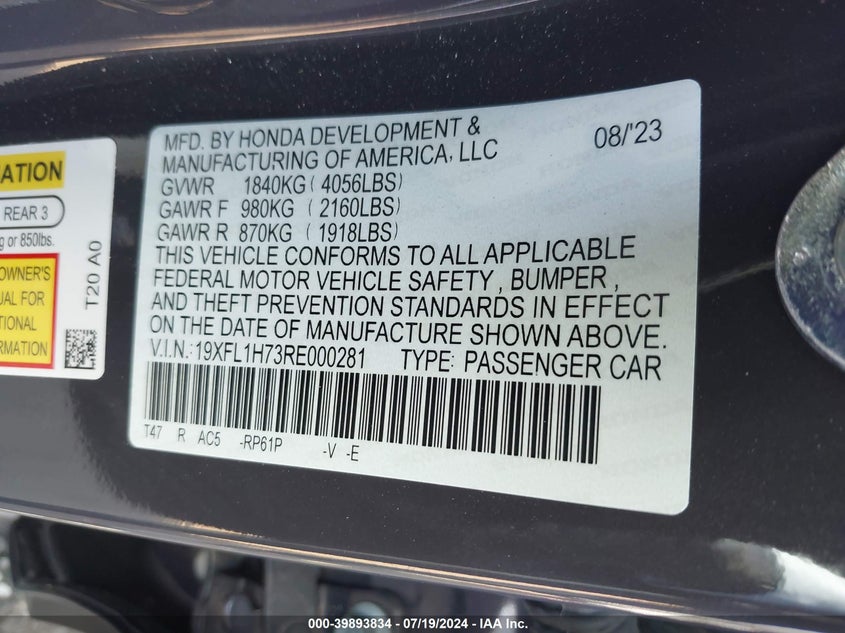 MATION
REAR 3
g or 850lbs.
OWNER'S
UAL FOR
TIONAL
ORMATION
T20 A0
MFD. BY HONDA DEVELOPMENT &
MANUFACTURING OF AMERICA, LLC
08/'23
GVWR 1840KG ( 4056LBS)
GAWR F 980KG ( 2160LBS)
GAWR R 870KG ( 1918LBS)
THIS VEHICLE CONFORMS TO ALL APPLICABLE
FEDERAL MOTOR VEHICLE SAFETY , BUMPER ,
AND THEFT PREVENTION STANDARDS IN EFFECT
ON THE DATE OF MANUFACTURE SHOWN ABOVE.
V.I.N.:19XFL1H73RE000281 TYPE: PASSENGER CAR
T47 R AC5 -RP61P -V -E
000-39893834 / 07/19/2024 / IAA Inc.